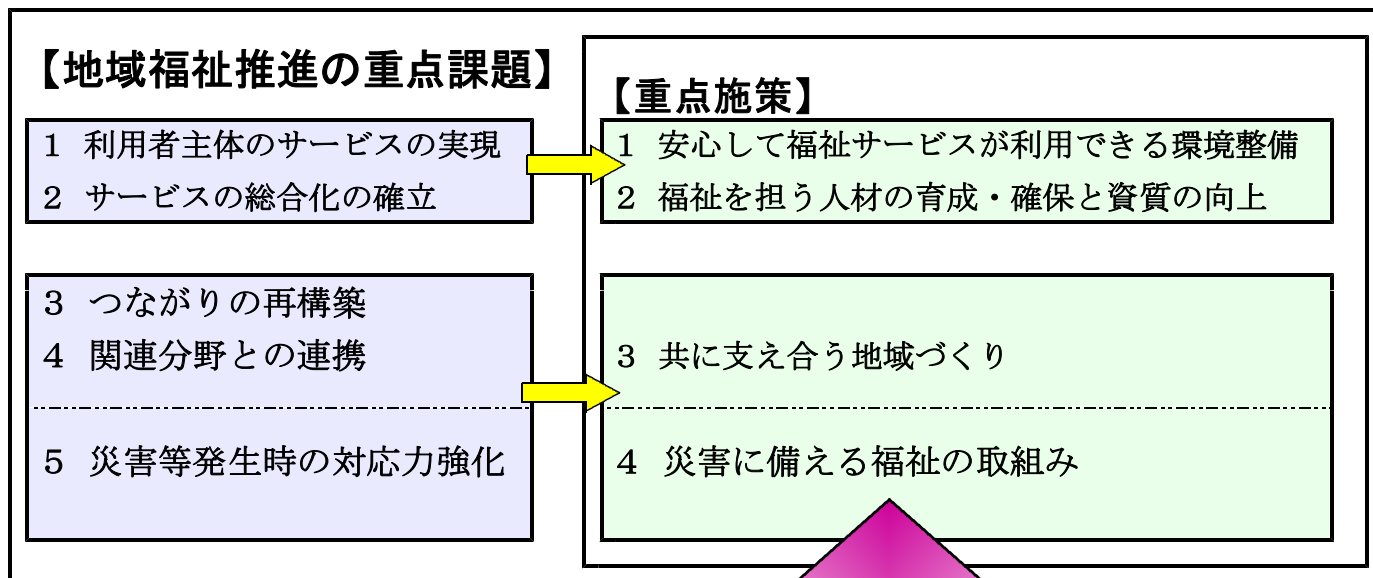 【地域福祉推進の重点課題】
1 利用者主体のサービスの実現
2 サービスの総合化の確立
3 つながりの再構築
4 関連分野との連携
5 災害等発生時の対応力強化
【重点施策】
1 安心して福祉サービスが利用できる環境整備
2 福祉を担う人材の育成・確保と資質の向上
3 共に支え合う地域づくり
4 災害に備える福祉の取組み